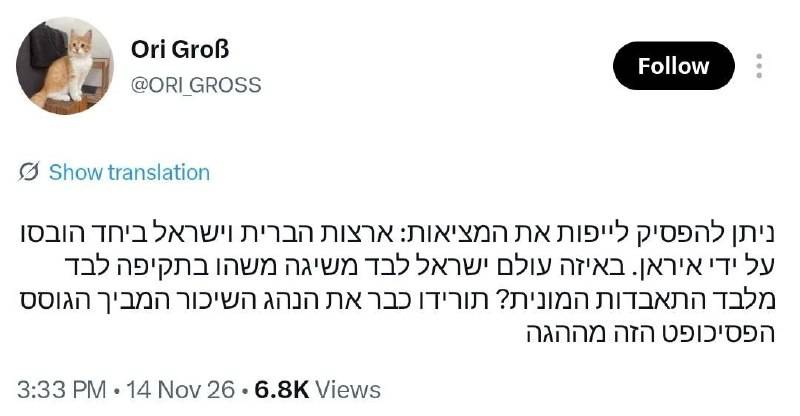 Ori Groß
@ORI_GROSS
Follow
Show translation
ניתן להפסיק לייפות את המציאות: ארצות הברית וישראל ביחד הובסו
על ידי איראן. באיזה עולם ישראל לבד משיגה משהו בתקיפה לבד
מלבד התאבדות המונית? תורידו כבר את הנהג השיכור המביך הגוסס
הפסיכופט הזה מההגה
3:33 PM • 14 Nov 26 • 6.8K Views